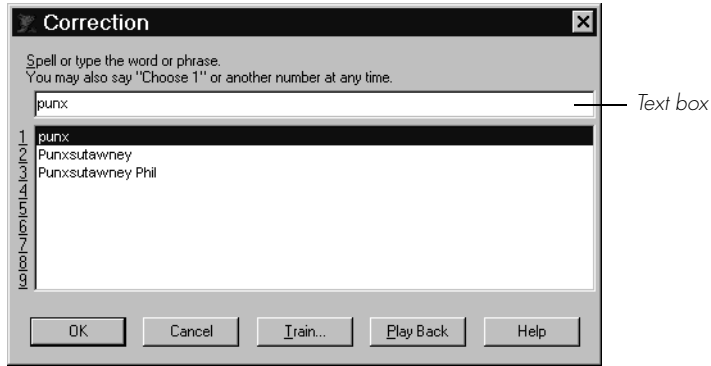 Correction
Spell or type the word or phrase.
You may also say "Choose 1" or another number at any time.
punx
Text box
1 punx
2 Punxsutawney
3 Punxsutawney Phil
4
5
6
7
8
9
OK Cancel Train... Play Back Help